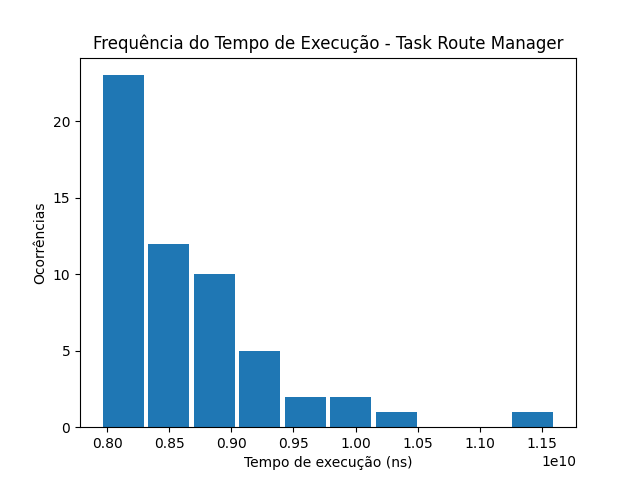 Frequência do Tempo de Execução - Task Route Manager
Ocorrências
20
15
10
5
0
0.80 0.85 0.90 0.95 1.00 1.05 1.10 1.15
1e10
Tempo de execução (ns)